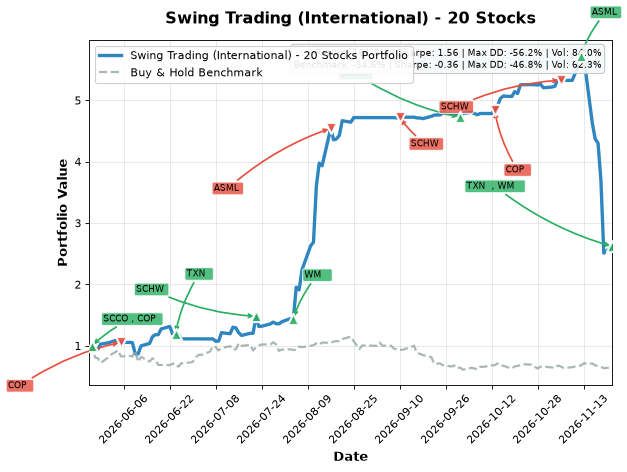 Swing Trading (International) - 20 Stocks
ASML
Swing Trading (International) - 20 Stocks Portfolio
Buy & Hold Benchmark
Sharpe: 1.56 | Max DD: -56.2% | Vol: 84.0%
Sharpe: -0.36 | Max DD: -46.8% | Vol: 62.3%
SCHW
SCHW
ASML
COP
TXN , WM
TXN
WM
SCHW
SCCO , COP
COP
5
4
3
2
1
Portfolio Value
2026-06-06
2026-06-22
2026-07-08
2026-07-24
2026-08-09
2026-08-25
2026-09-10
2026-09-26
2026-10-12
2026-10-28
2026-11-13
Date